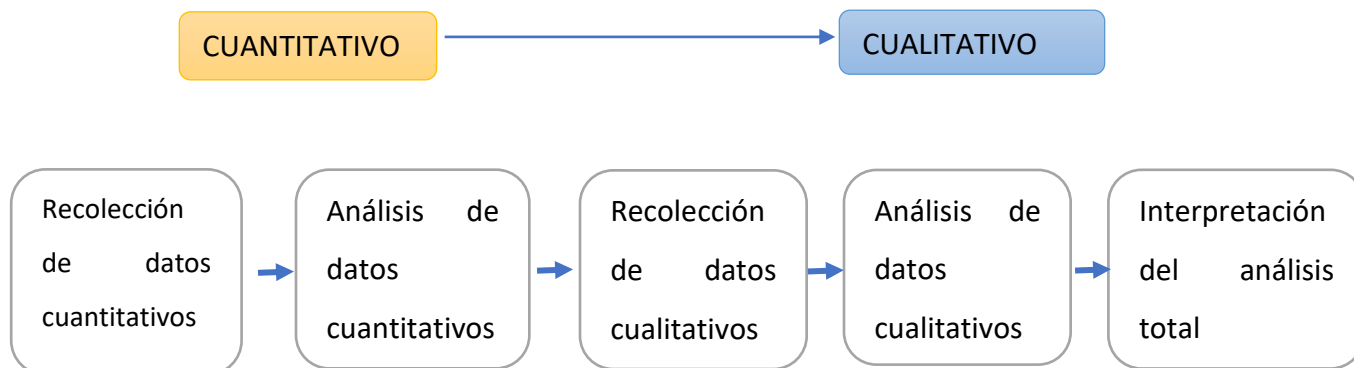 CUANTITATIVO
CUALITATIVO
Recolección
de datos
cuantitativos
Análisis de
datos
cuantitativos
Recolección
de datos
cualitativos
Análisis de
datos
cualitativos
Interpretación
del análisis
total